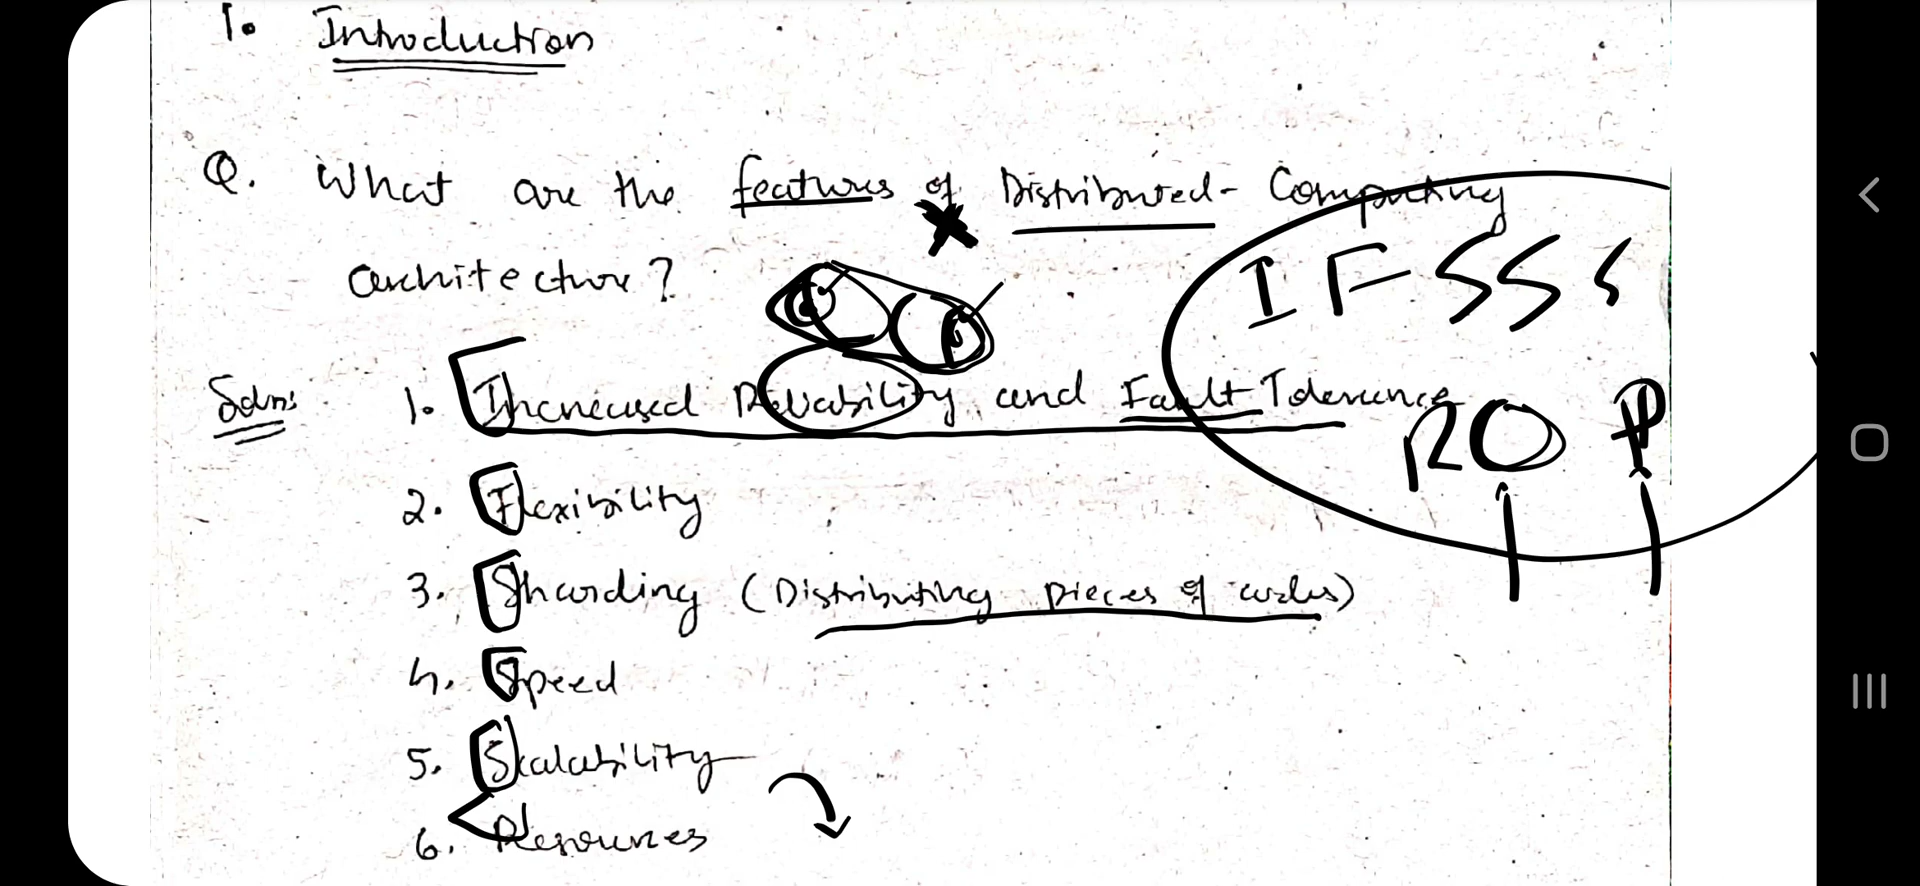 1. Introduction
Q. What are the features of Distributed- Computing
architecture?
IFSSS
Soln: 1. Increased Reliability and Fault Tolerance
ROP
2. Flexibility
3. Sharding (Distributing pieces of codes)
4. Speed
5. Scalability
6. Resources